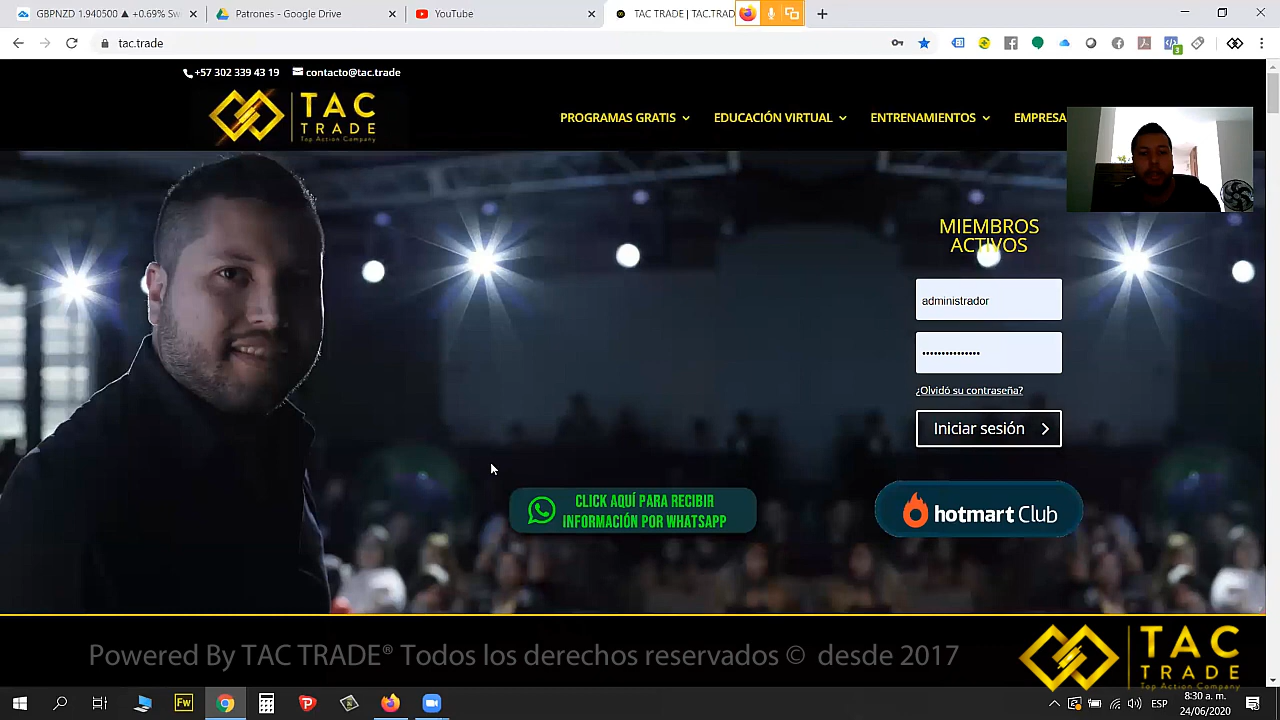 GBPNZD 1.940500 ▲ +0.69% Sw
Patrones - Google Drive
YouTube
TAC TRADE | TAC.TRAD
tac.trade
3
+57 302 339 43 19
contacto@tac.trade
TAC
TRADE
Top Action Company
PROGRAMAS GRATIS
EDUCACIÓN VIRTUAL
ENTRENAMIENTOS
EMPRESA
MIEMBROS
ACTIVOS
administrador
••••••••••••••
¿Olvidó su contraseña?
Iniciar sesión
CLICK AQUÍ PARA RECIBIR
INFORMACIÓN POR WHATSAPP
hotmart Club
Powered By TAC TRADE® Todos los derechos reservados © desde 2017
TAC
TRADE
Top Action Company
Fw
ESP
8:30 a. m.
24/06/2020